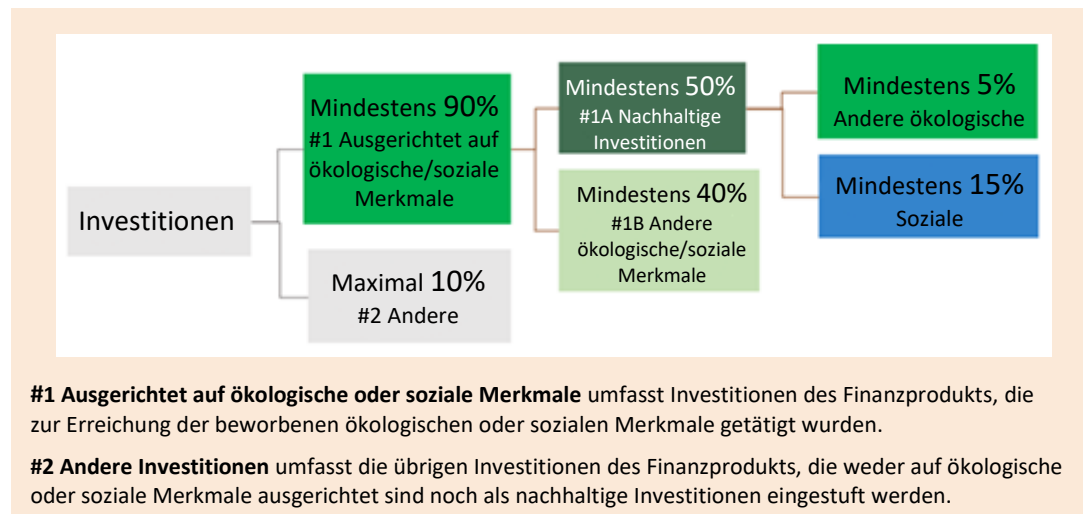 Investitionen
Mindestens 90%
#1 Ausgerichtet auf
ökologische/soziale
Merkmale
Maximal 10%
#2 Andere
Mindestens 50%
#1A Nachhaltige
Investitionen
Mindestens 40%
#1B Andere
ökologische/soziale
Merkmale
Mindestens 5%
Andere ökologische
Mindestens 15%
Soziale
#1 Ausgerichtet auf ökologische oder soziale Merkmale umfasst Investitionen des Finanzprodukts, die
zur Erreichung der beworbenen ökologischen oder sozialen Merkmale getätigt wurden.
#2 Andere Investitionen umfasst die übrigen Investitionen des Finanzprodukts, die weder auf ökologische
oder soziale Merkmale ausgerichtet sind noch als nachhaltige Investitionen eingestuft werden.